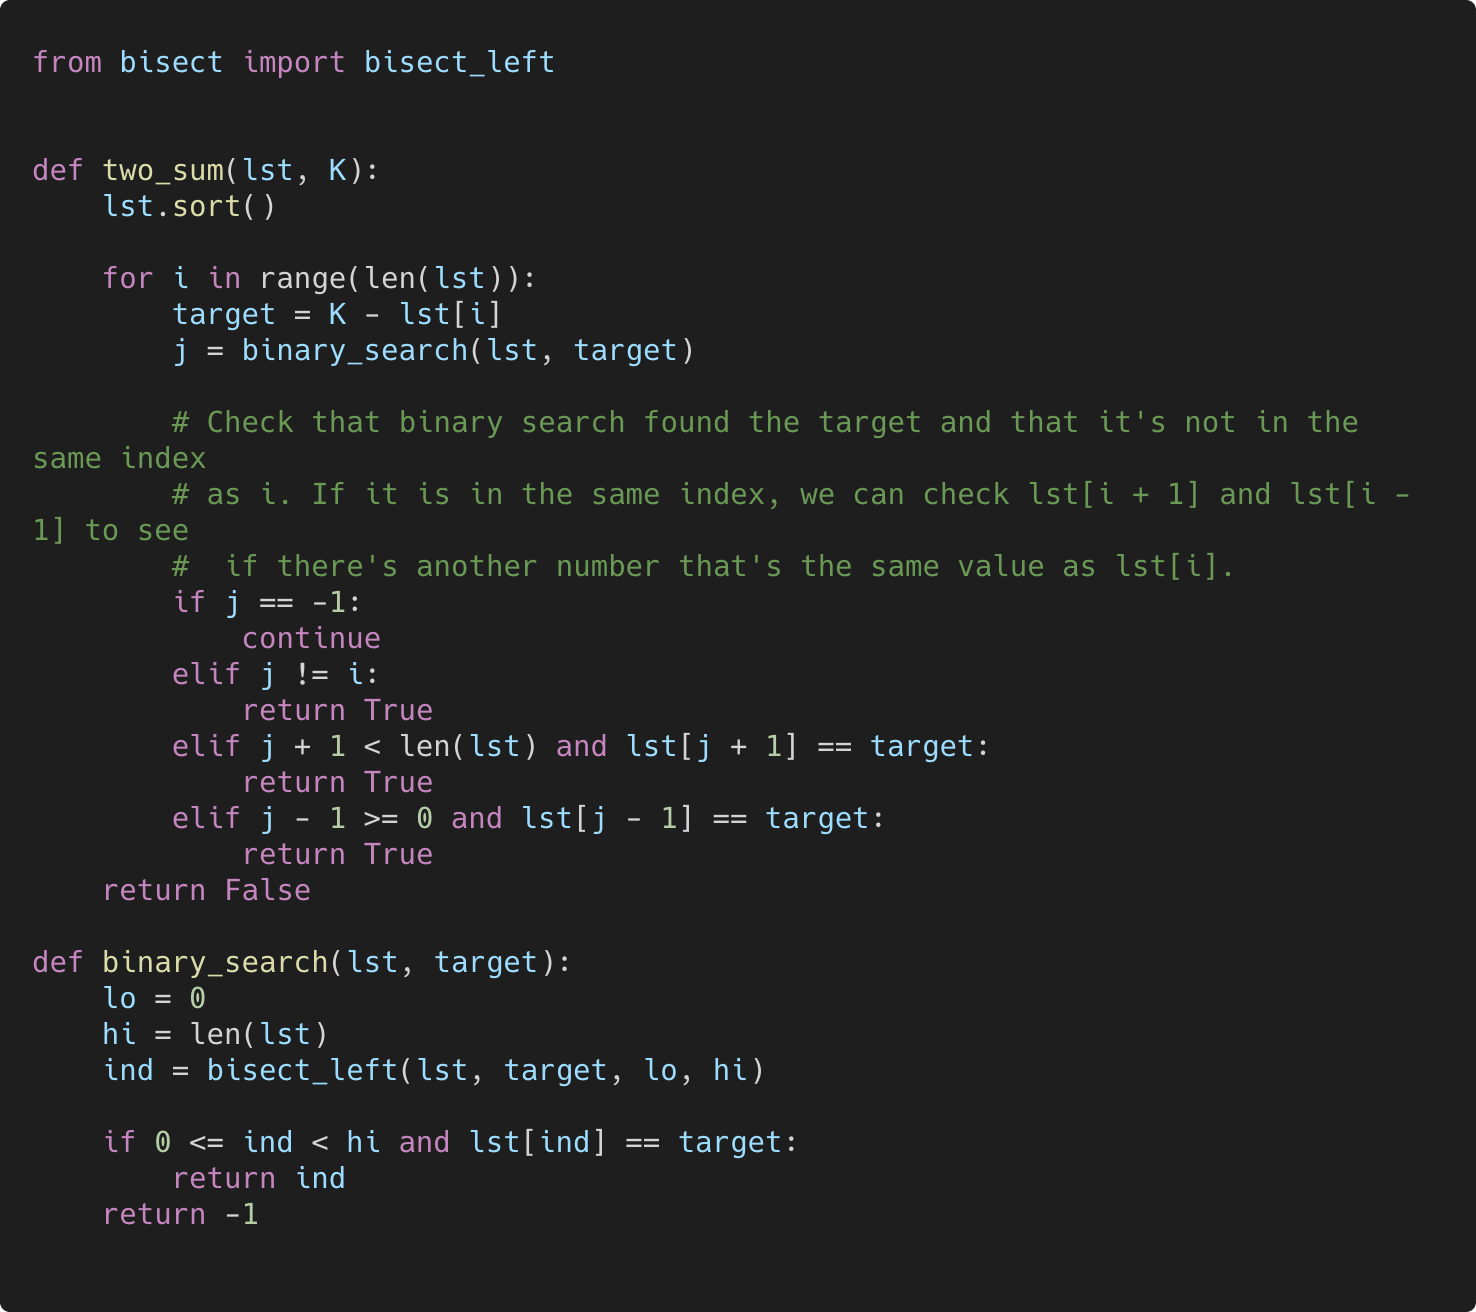 from bisect import bisect_left
def two_sum(lst, K):
    lst.sort()
    for i in range(len(lst)):
        target = K - lst[i]
        j = binary_search(lst, target)
        # Check that binary search found the target and that it's not in the
same index
        # as i. If it is in the same index, we can check lst[i + 1] and lst[i -
1] to see
        #  if there's another number that's the same value as lst[i].
        if j == -1:
            continue
        elif j != i:
            return True
        elif j + 1 < len(lst) and lst[j + 1] == target:
            return True
        elif j - 1 >= 0 and lst[j - 1] == target:
            return True
    return False
def binary_search(lst, target):
    lo = 0
    hi = len(lst)
    ind = bisect_left(lst, target, lo, hi)
    if 0 <= ind < hi and lst[ind] == target:
        return ind
    return -1